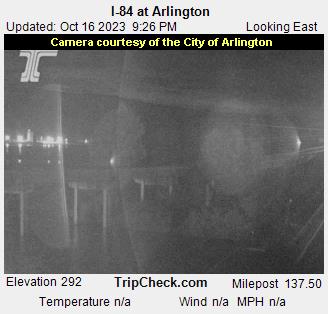 I-84 at Arlington
Updated: Oct 16 2023 9:26 PM Looking East
Camera courtesy of the City of Arlington
Elevation 292 TripCheck.com Milepost 137.50
Temperature n/a Wind n/a MPH n/a